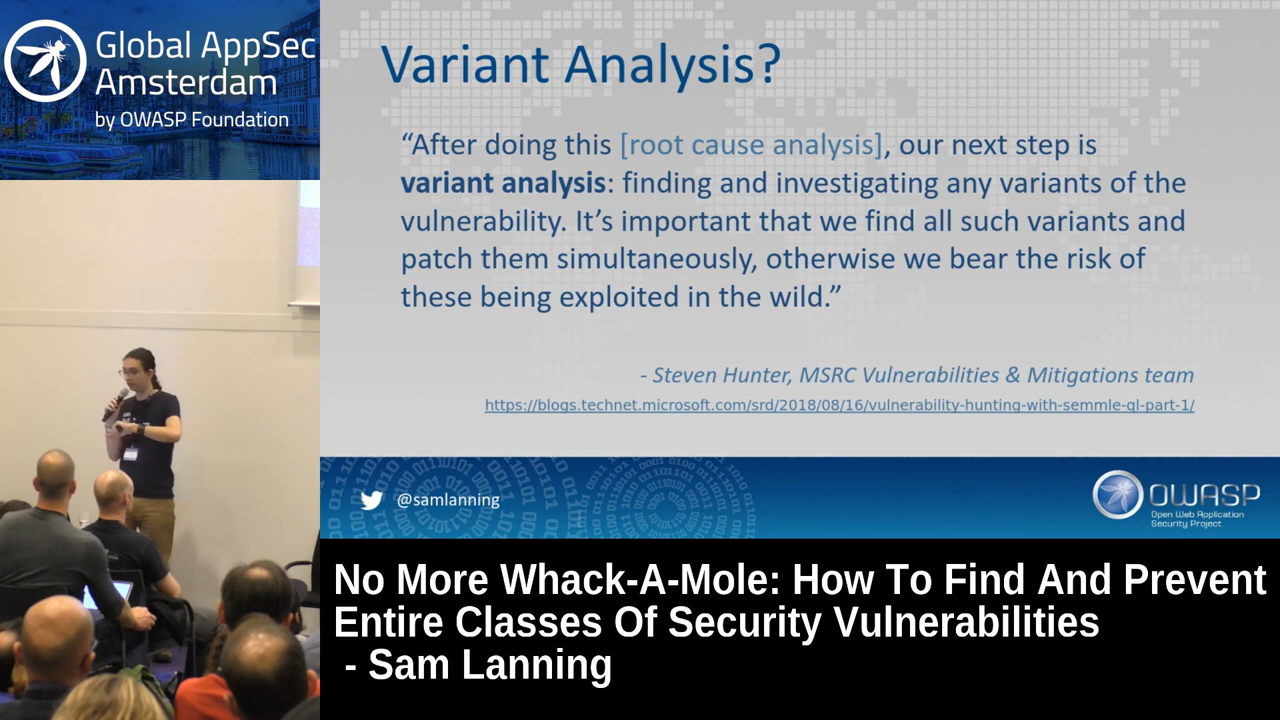 Global AppSec
Amsterdam
by OWASP Foundation
Variant Analysis?
“After doing this [root cause analysis], our next step is
variant analysis: finding and investigating any variants of the
vulnerability. It’s important that we find all such variants and
patch them simultaneously, otherwise we bear the risk of
these being exploited in the wild.”
- Steven Hunter, MSRC Vulnerabilities & Mitigations team
https://blogs.technet.microsoft.com/srd/2018/08/16/vulnerability-hunting-with-semmle-ql-part-1/
@samlanning
OWASP
Open Web Application
Security Project
No More Whack-A-Mole: How To Find And Prevent
Entire Classes Of Security Vulnerabilities
- Sam Lanning